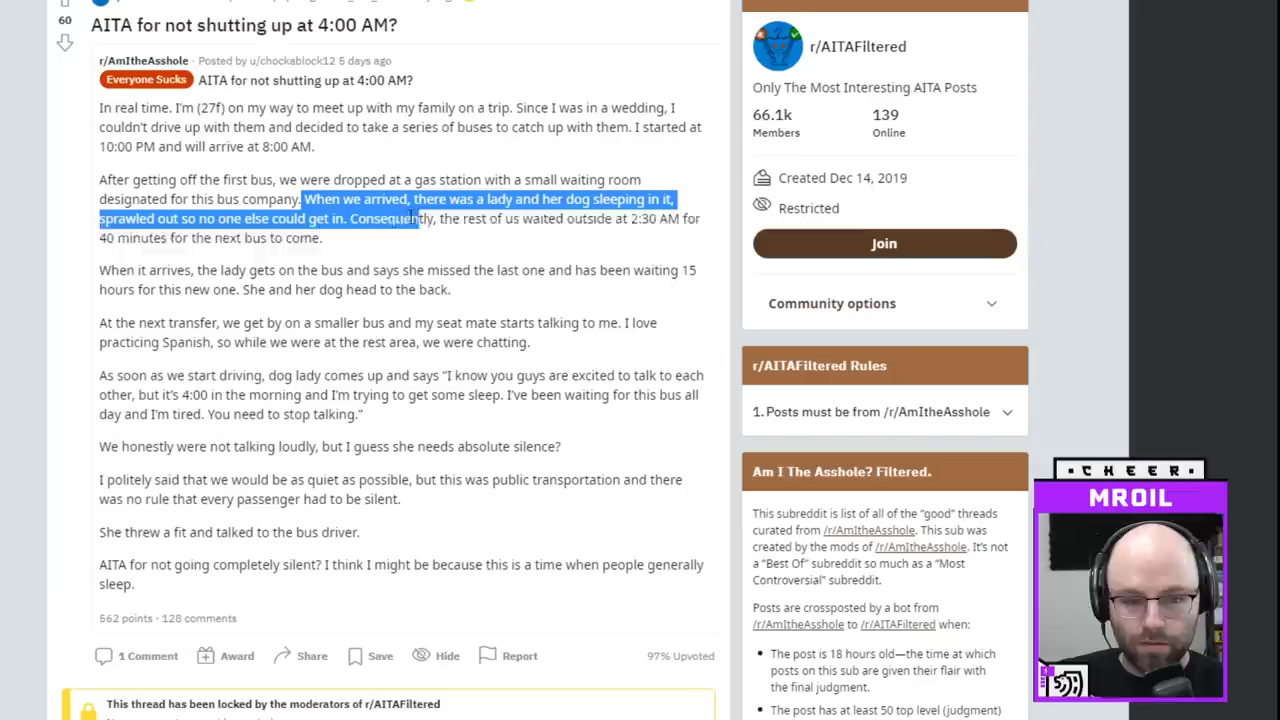 60
AITA for not shutting up at 4:00 AM?
r/AmItheAsshole · Posted by u/chockablock12 5 days ago
Everyone Sucks AITA for not shutting up at 4:00 AM?
In real time. I'm (27f) on my way to meet up with my family on a trip. Since I was in a wedding, I
couldn't drive up with them and decided to take a series of buses to catch up with them. I started at
10:00 PM and will arrive at 8:00 AM.
After getting off the first bus, we were dropped at a gas station with a small waiting room
designated for this bus company. When we arrived, there was a lady and her dog sleeping in it,
sprawled out so no one else could get in. Consequently, the rest of us waited outside at 2:30 AM for
40 minutes for the next bus to come.
When it arrives, the lady gets on the bus and says she missed the last one and has been waiting 15
hours for this new one. She and her dog head to the back.
At the next transfer, we get by on a smaller bus and my seat mate starts talking to me. I love
practicing Spanish, so while we were at the rest area, we were chatting.
As soon as we start driving, dog lady comes up and says “I know you guys are excited to talk to each
other, but it's 4:00 in the morning and I'm trying to get some sleep. I've been waiting for this bus all
day and I'm tired. You need to stop talking.”
We honestly were not talking loudly, but I guess she needs absolute silence?
I politely said that we would be as quiet as possible, but this was public transportation and there
was no rule that every passenger had to be silent.
She threw a fit and talked to the bus driver.
AITA for not going completely silent? I think I might be because this is a time when people generally
sleep.
562 points · 128 comments
1 Comment Award Share Save Hide Report 97% Upvoted
This thread has been locked by the moderators of r/AITAFiltered
r/AITAFiltered
Only The Most Interesting AITA Posts
66.1k 139
Members Online
Created Dec 14, 2019
Restricted
Join
Community options
r/AITAFiltered Rules
1. Posts must be from /r/AmItheAsshole
Am I The Asshole? Filtered.
This subreddit is list of all of the “good” threads
curated from /r/AmItheAsshole. This sub was
created by the mods of /r/AmItheAsshole. It's not
a “Best Of” subreddit so much as a “Most
Controversial” subreddit.
Posts are crossposted by a bot from
/r/AmItheAsshole to /r/AITAFiltered when:
• The post is 18 hours old—the time at which
posts on this sub are given their flair with
the final judgment.
• The post has at least 50 top level (judgment)
· CHEER ·
MROIL